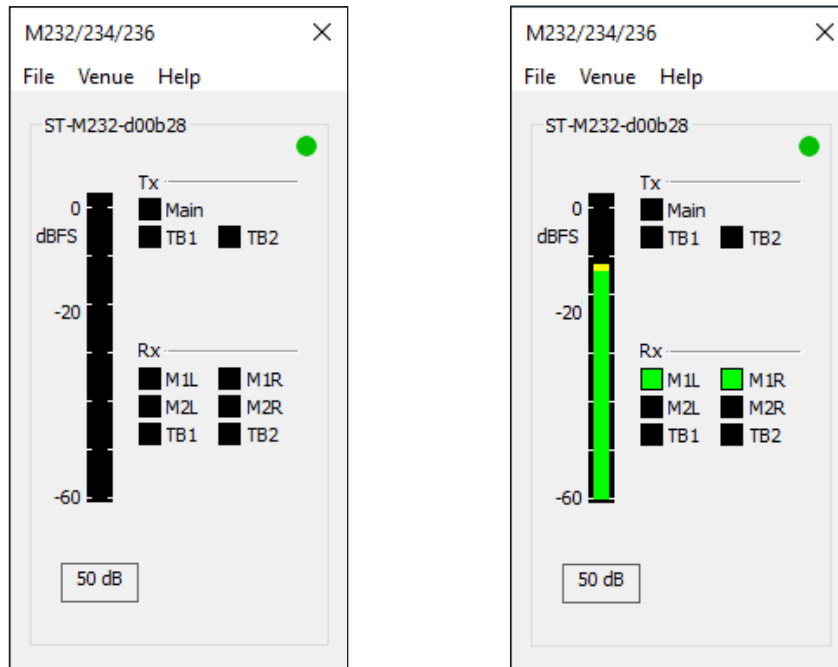 M232/234/236
File Venue Help
ST-M232-d00b28
Tx
0
Main
dBFS
TB1 TB2
-20
Rx
M1L M1R
M2L M2R
TB1 TB2
-60
50 dB
M232/234/236
File Venue Help
ST-M232-d00b28
Tx
0
Main
dBFS
TB1 TB2
-20
Rx
M1L M1R
M2L M2R
TB1 TB2
-60
50 dB